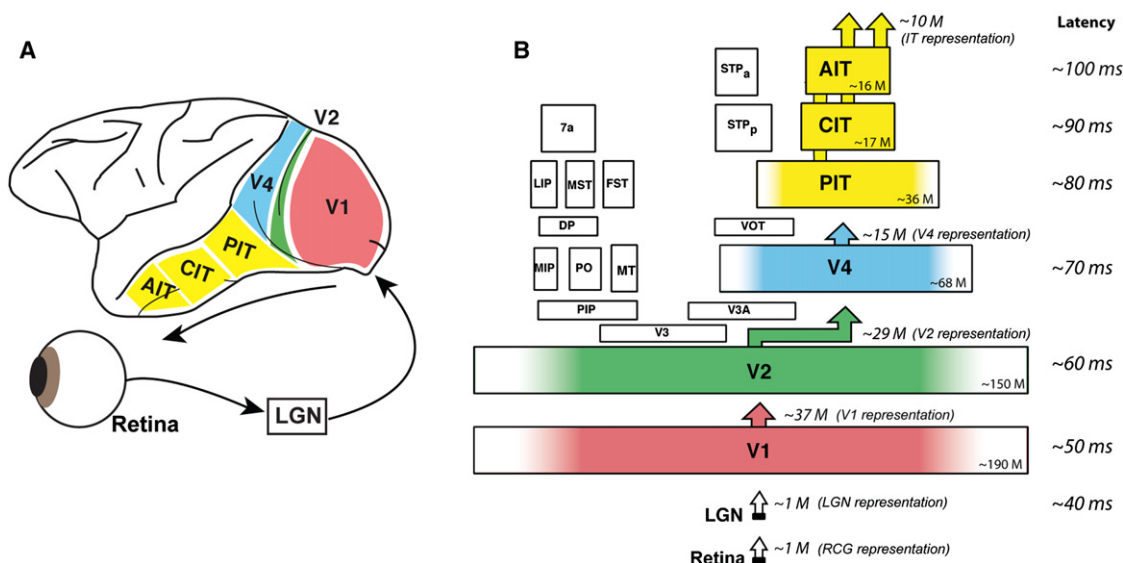 A
V2
V4
V1
PIT
CIT
AIT
Retina
LGN
B
Latency
~10 M
(IT representation)
STPa
AIT
~16 M
~100 ms
7a
STPp
CIT
~17 M
~90 ms
LIP
MST
FST
PIT
~36 M
~80 ms
DP
VOT
~15 M (V4 representation)
MIP
PO
MT
V4
~68 M
~70 ms
PIP
V3A
V3
~29 M (V2 representation)
V2
~150 M
~60 ms
~37 M (V1 representation)
V1
~190 M
~50 ms
LGN
~1 M (LGN representation)
~40 ms
Retina
~1 M (RCG representation)